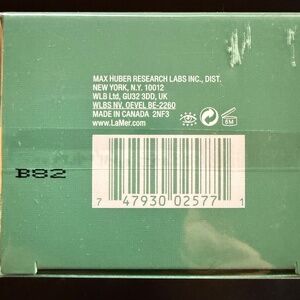 MAX HUBER RESEARCH LABS INC., DIST.
NEW YORK, N.Y. 10012
WLB Ltd, GU32 3DD, UK
WLBS NV. OEVEL BE-2260
MADE IN CANADA 2NF3
www.LaMer.com
6M
B82
7 47930 02577 1